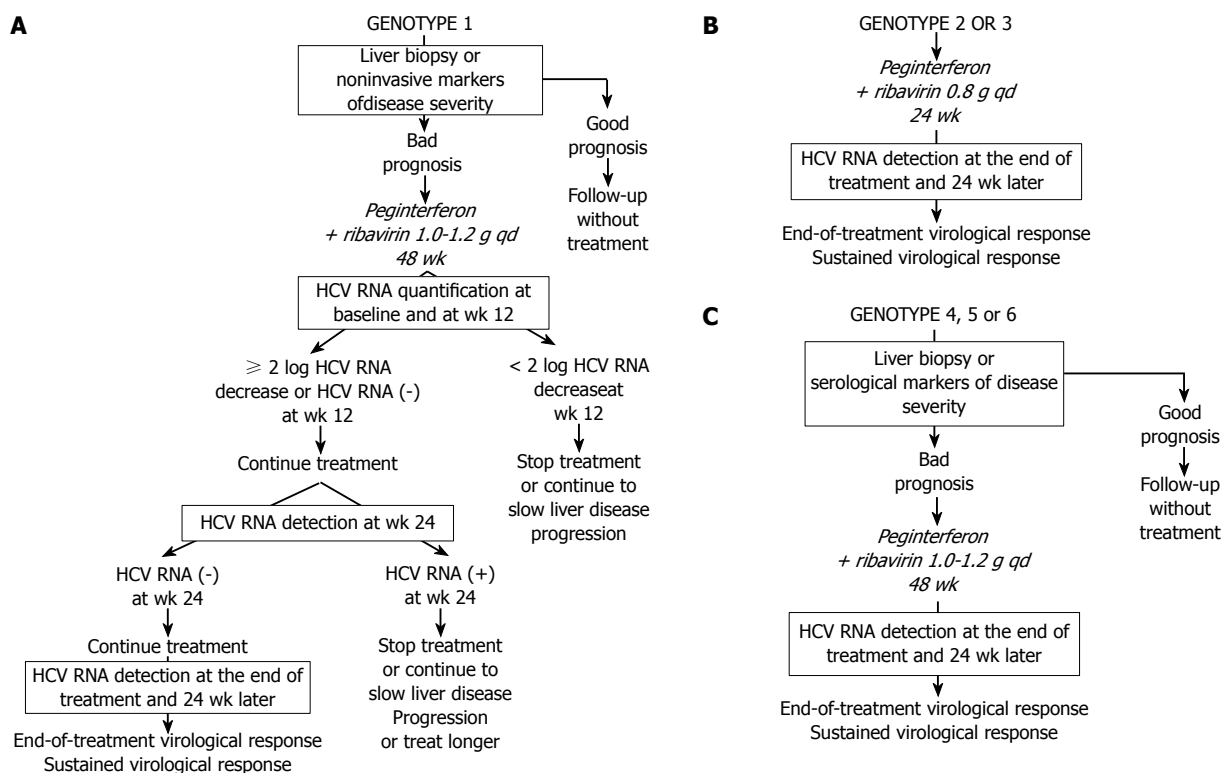 A
GENOTYPE 1
Liver biopsy or
noninvasive markers
ofdisease severity
Bad
prognosis
Good
prognosis
Follow-up
without
treatment
Peginterferon
+ ribavirin 1.0-1.2 g qd
48 wk
HCV RNA quantification at
baseline and at wk 12
≥ 2 log HCV RNA
decrease or HCV RNA (-)
at wk 12
< 2 log HCV RNA
decreaseat
wk 12
Continue treatment
Stop treatment
or continue to
slow liver disease
progression
HCV RNA detection at wk 24
HCV RNA (-)
at wk 24
HCV RNA (+)
at wk 24
Continue treatment
HCV RNA detection at the end of
treatment and 24 wk later
End-of-treatment virological response
Sustained virological response
Stop treatment
or continue to
slow liver disease
Progression
or treat longer
B
GENOTYPE 2 OR 3
Peginterferon
+ ribavirin 0.8 g qd
24 wk
HCV RNA detection at the end of
treatment and 24 wk later
End-of-treatment virological response
Sustained virological response
C
GENOTYPE 4, 5 or 6
Liver biopsy or
serological markers of disease
severity
Bad
prognosis
Good
prognosis
Follow-up
without
treatment
Peginterferon
+ ribavirin 1.0-1.2 g qd
48 wk
HCV RNA detection at the end of
treatment and 24 wk later
End-of-treatment virological response
Sustained virological response